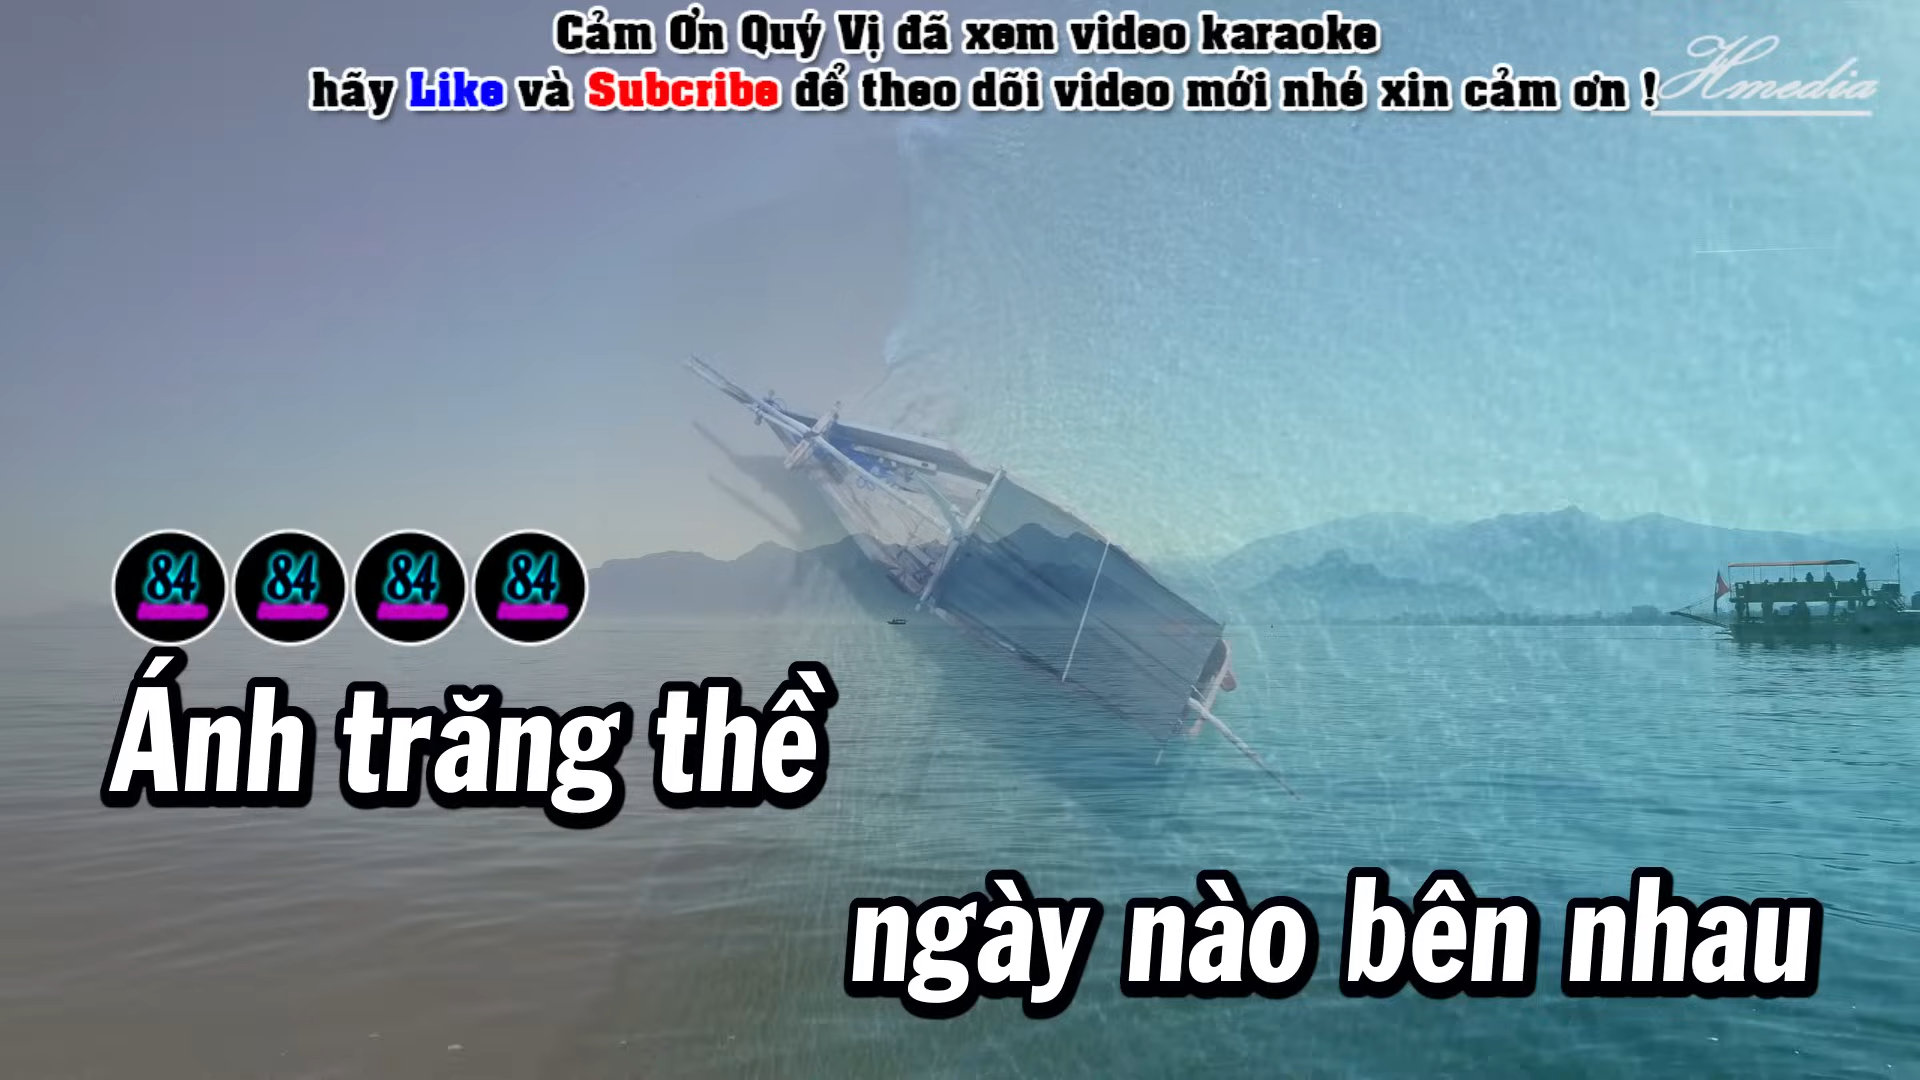 Cảm Ơn Quý Vị đã xem video karaoke
hãy Like và Subcribe để theo dõi video mới nhé xin cảm ơn !
Hmedia
84 84 84 84
Ánh trăng thề
ngày nào bên nhau